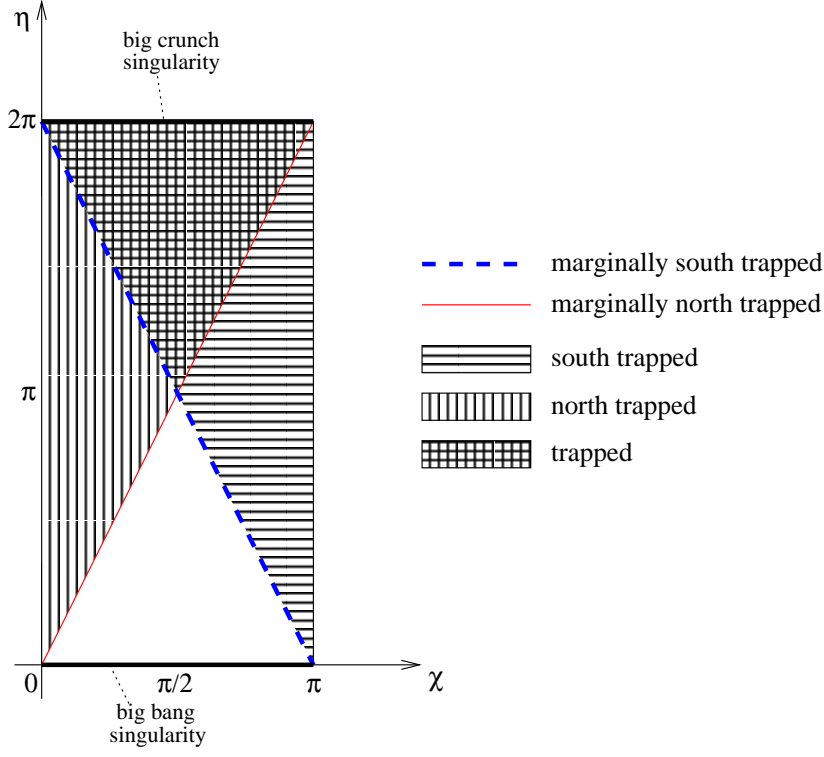 η
big crunch
singularity
2π
π
marginally south trapped
marginally north trapped
south trapped
north trapped
trapped
0
π/2
π
χ
big bang
singularity